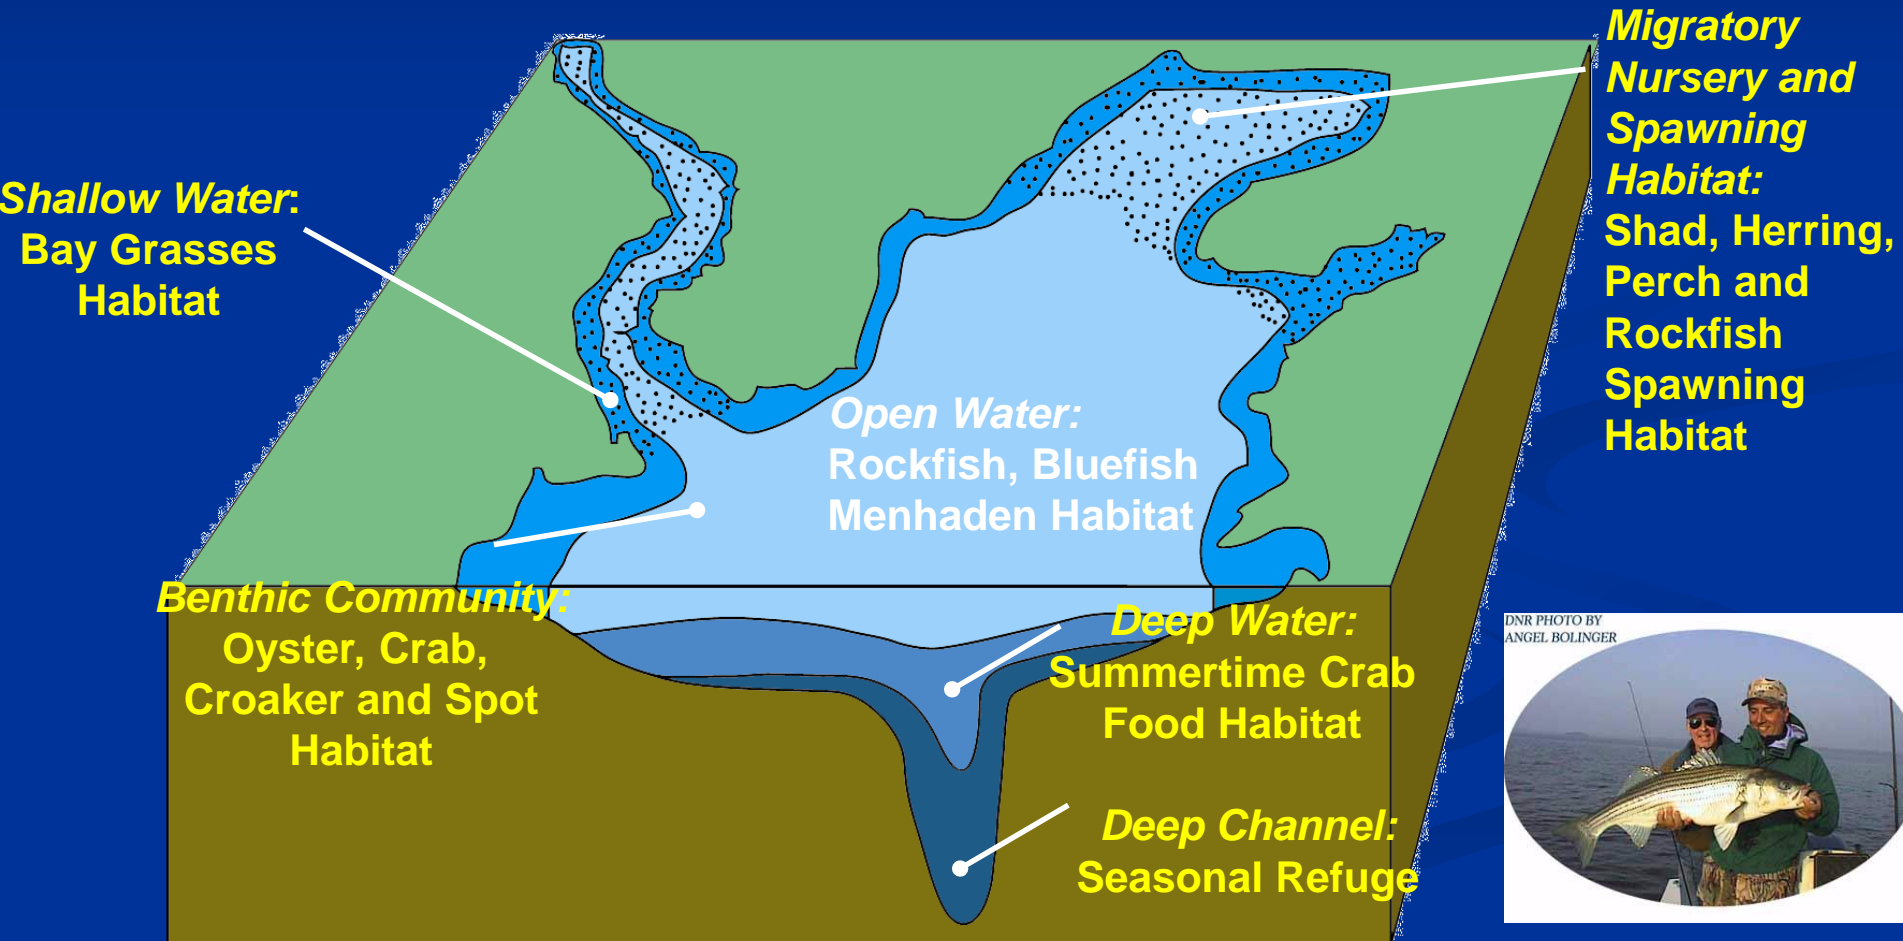 Migratory
Nursery and
Spawning
Habitat:
Shad, Herring,
Perch and
Rockfish
Spawning
Habitat
Shallow Water:
Bay Grasses
Habitat
Open Water:
Rockfish, Bluefish
Menhaden Habitat
Benthic Community:
Oyster, Crab,
Croaker and Spot
Habitat
Deep Water:
Summertime Crab
Food Habitat
Deep Channel:
Seasonal Refuge
DNR PHOTO BY
ANGEL BOLINGER